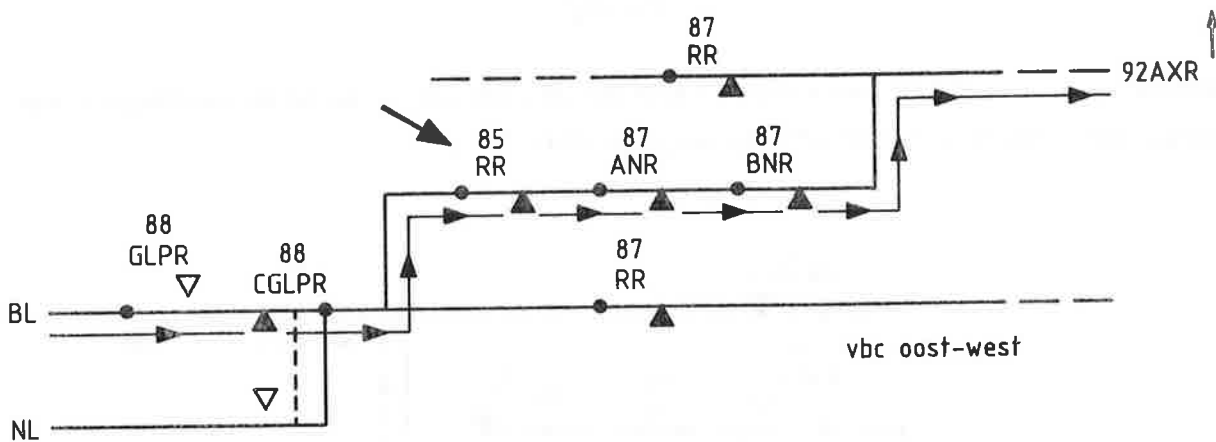 87
RR
92AXR
85
RR
87
ANR
87
BNR
88
GLPR
88
CGLPR
87
RR
BL
vbc oost-west
NL